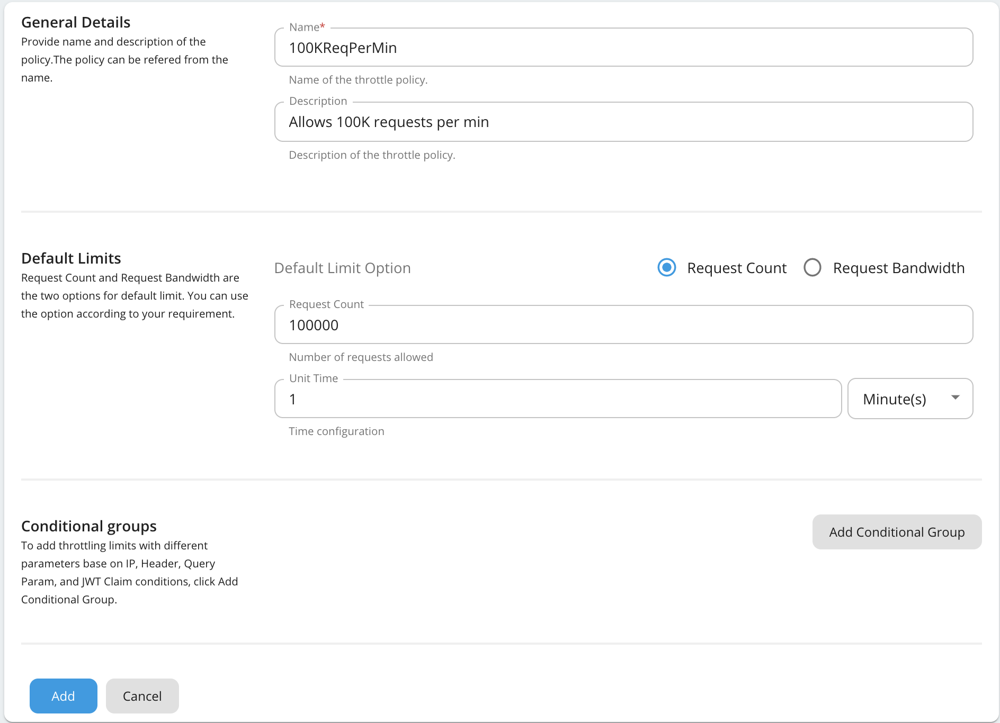 General Details
Provide name and description of the
policy.The policy can be refered from the
name.
Name*
100KReqPerMin
Name of the throttle policy.
Description
Allows 100K requests per min
Description of the throttle policy.
Default Limits
Request Count and Request Bandwidth are
the two options for default limit. You can use
the option according to your requirement.
Default Limit Option
Request Count
Request Bandwidth
Request Count
100000
Number of requests allowed
Unit Time
1
Minute(s)
Time configuration
Conditional groups
To add throttling limits with different
parameters base on IP, Header, Query
Param, and JWT Claim conditions, click Add
Conditional Group.
Add Conditional Group
Add
Cancel